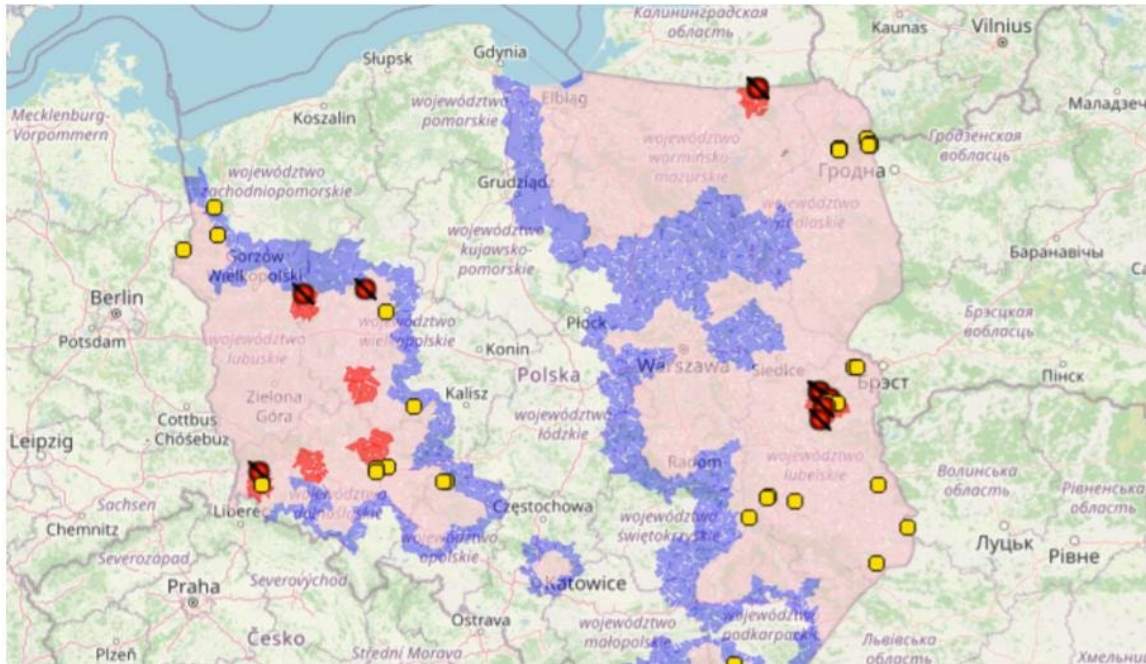 Калининградская
область
Kaunas
Vilnius
Gdynia
Słupsk
Маладзеч
Mecklenburg-
Vorpommern
Koszalin
województwo
pomorskie
Elbląg
województwo
warmińsko
mazurskie
Гродзенская
вобласць
Гродна
województwo
zachodniopomorskie
Grudziądz
województwo
podlaskie
województwo
kujawsko-
pomorskie
Баранавічы
Gorzów
Wielkopolski
Berlin
Potsdam
Płock
Брэсцкая
вобласць
województwo
wielkopolskie
województwo
lubuskie
Konin
Warszawa
Siedlce
Polska
Брэст
Пінск
Zielona
Góra
Kalisz
Cottbus
- Chóśebuz
województwo
łódzkie
Leipzig
Radom
województwo
lubelskie
Волинська
область
Рівненська
область
Sachsen
Liberec
województwo
dolnośląskie
Częstochowa
województwo
świętokrzyskie
Chemnitz
województwo
opolskie
Луцьк
Рівне
Severozápad
Severovýchod
Katowice
Praha
Ostrava
województwo
małopolskie
województwo
podkarpackie
Львівська
область
Česko
Plzeň
Střední Morava
Хмельниц